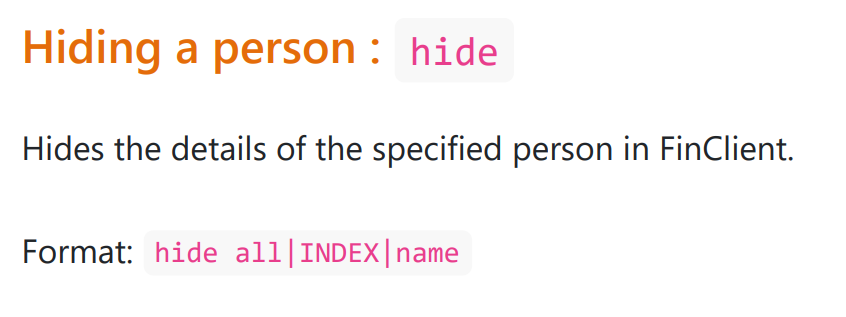 Hiding a person : hide
Hides the details of the specified person in FinClient.
Format: hide all|INDEX|name